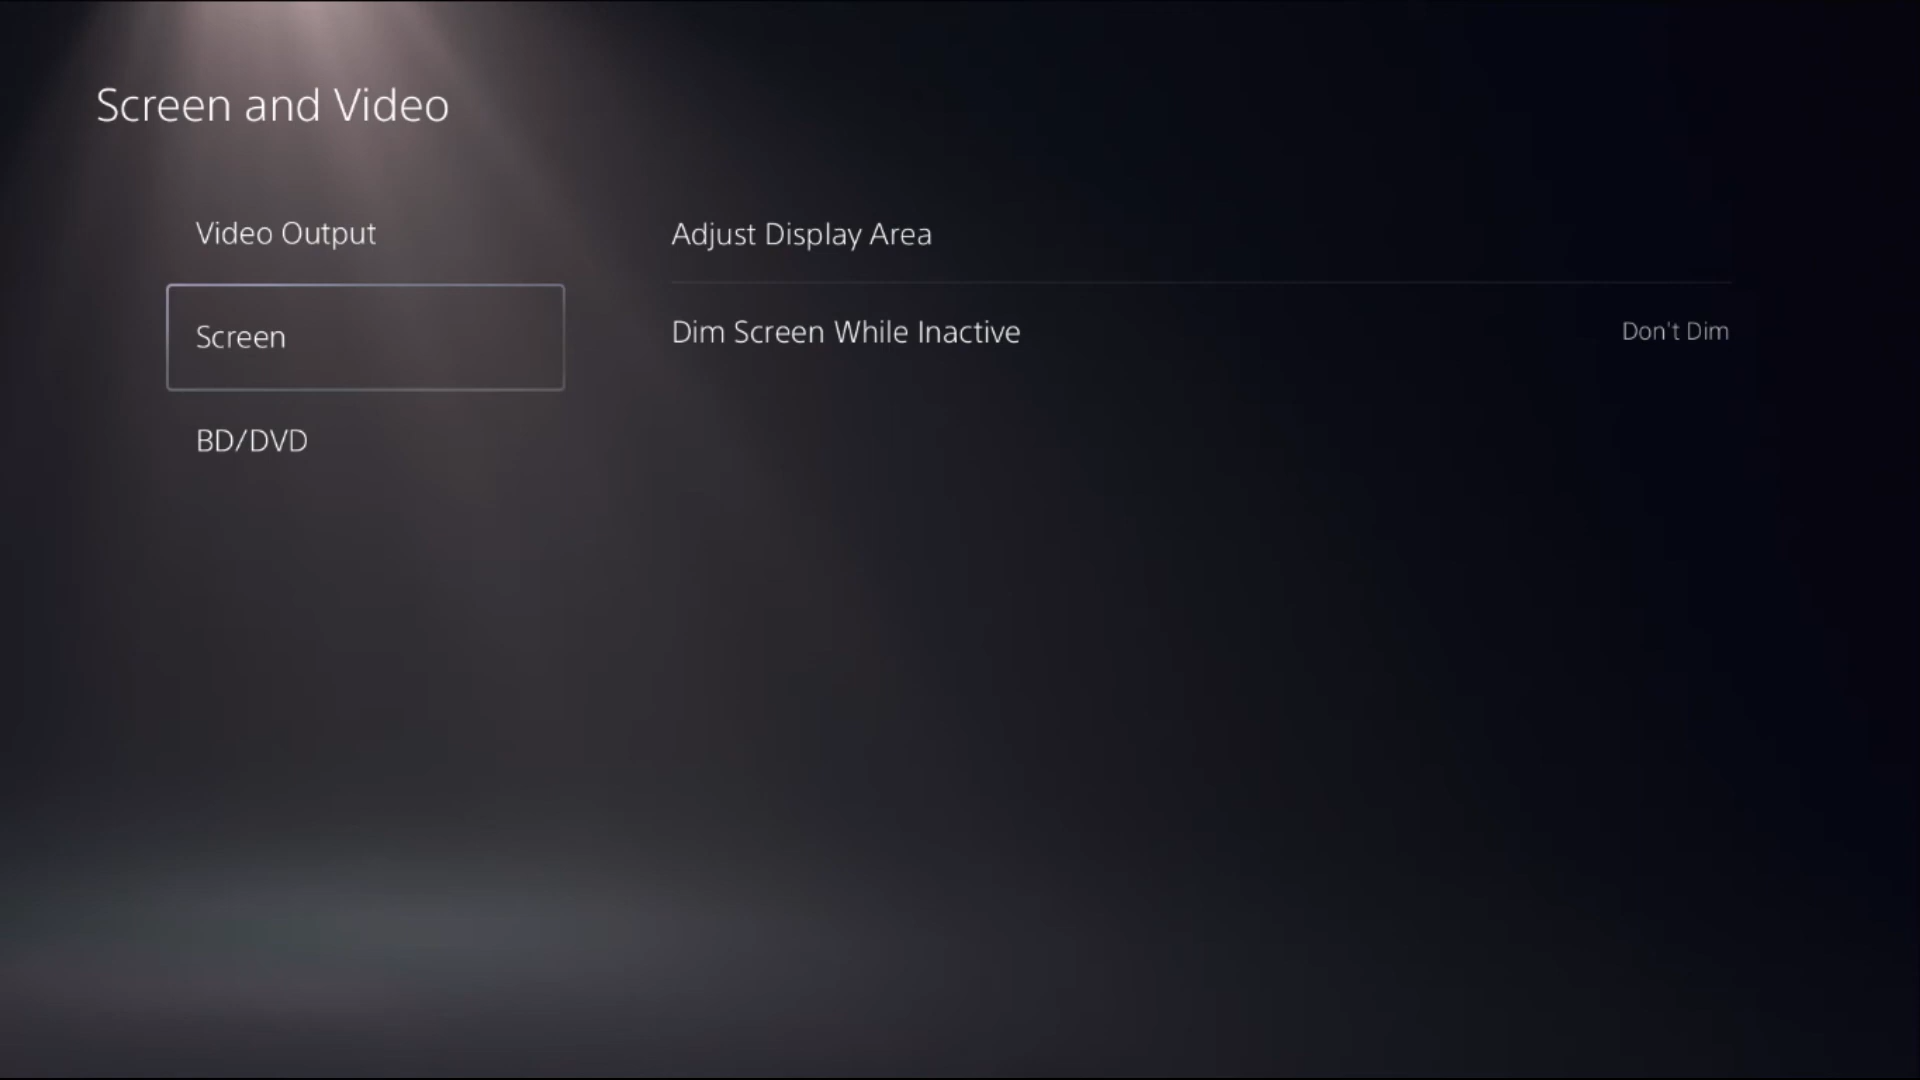 Screen and Video
Video Output
Screen
BD/DVD
Adjust Display Area
Dim Screen While Inactive
Don't Dim